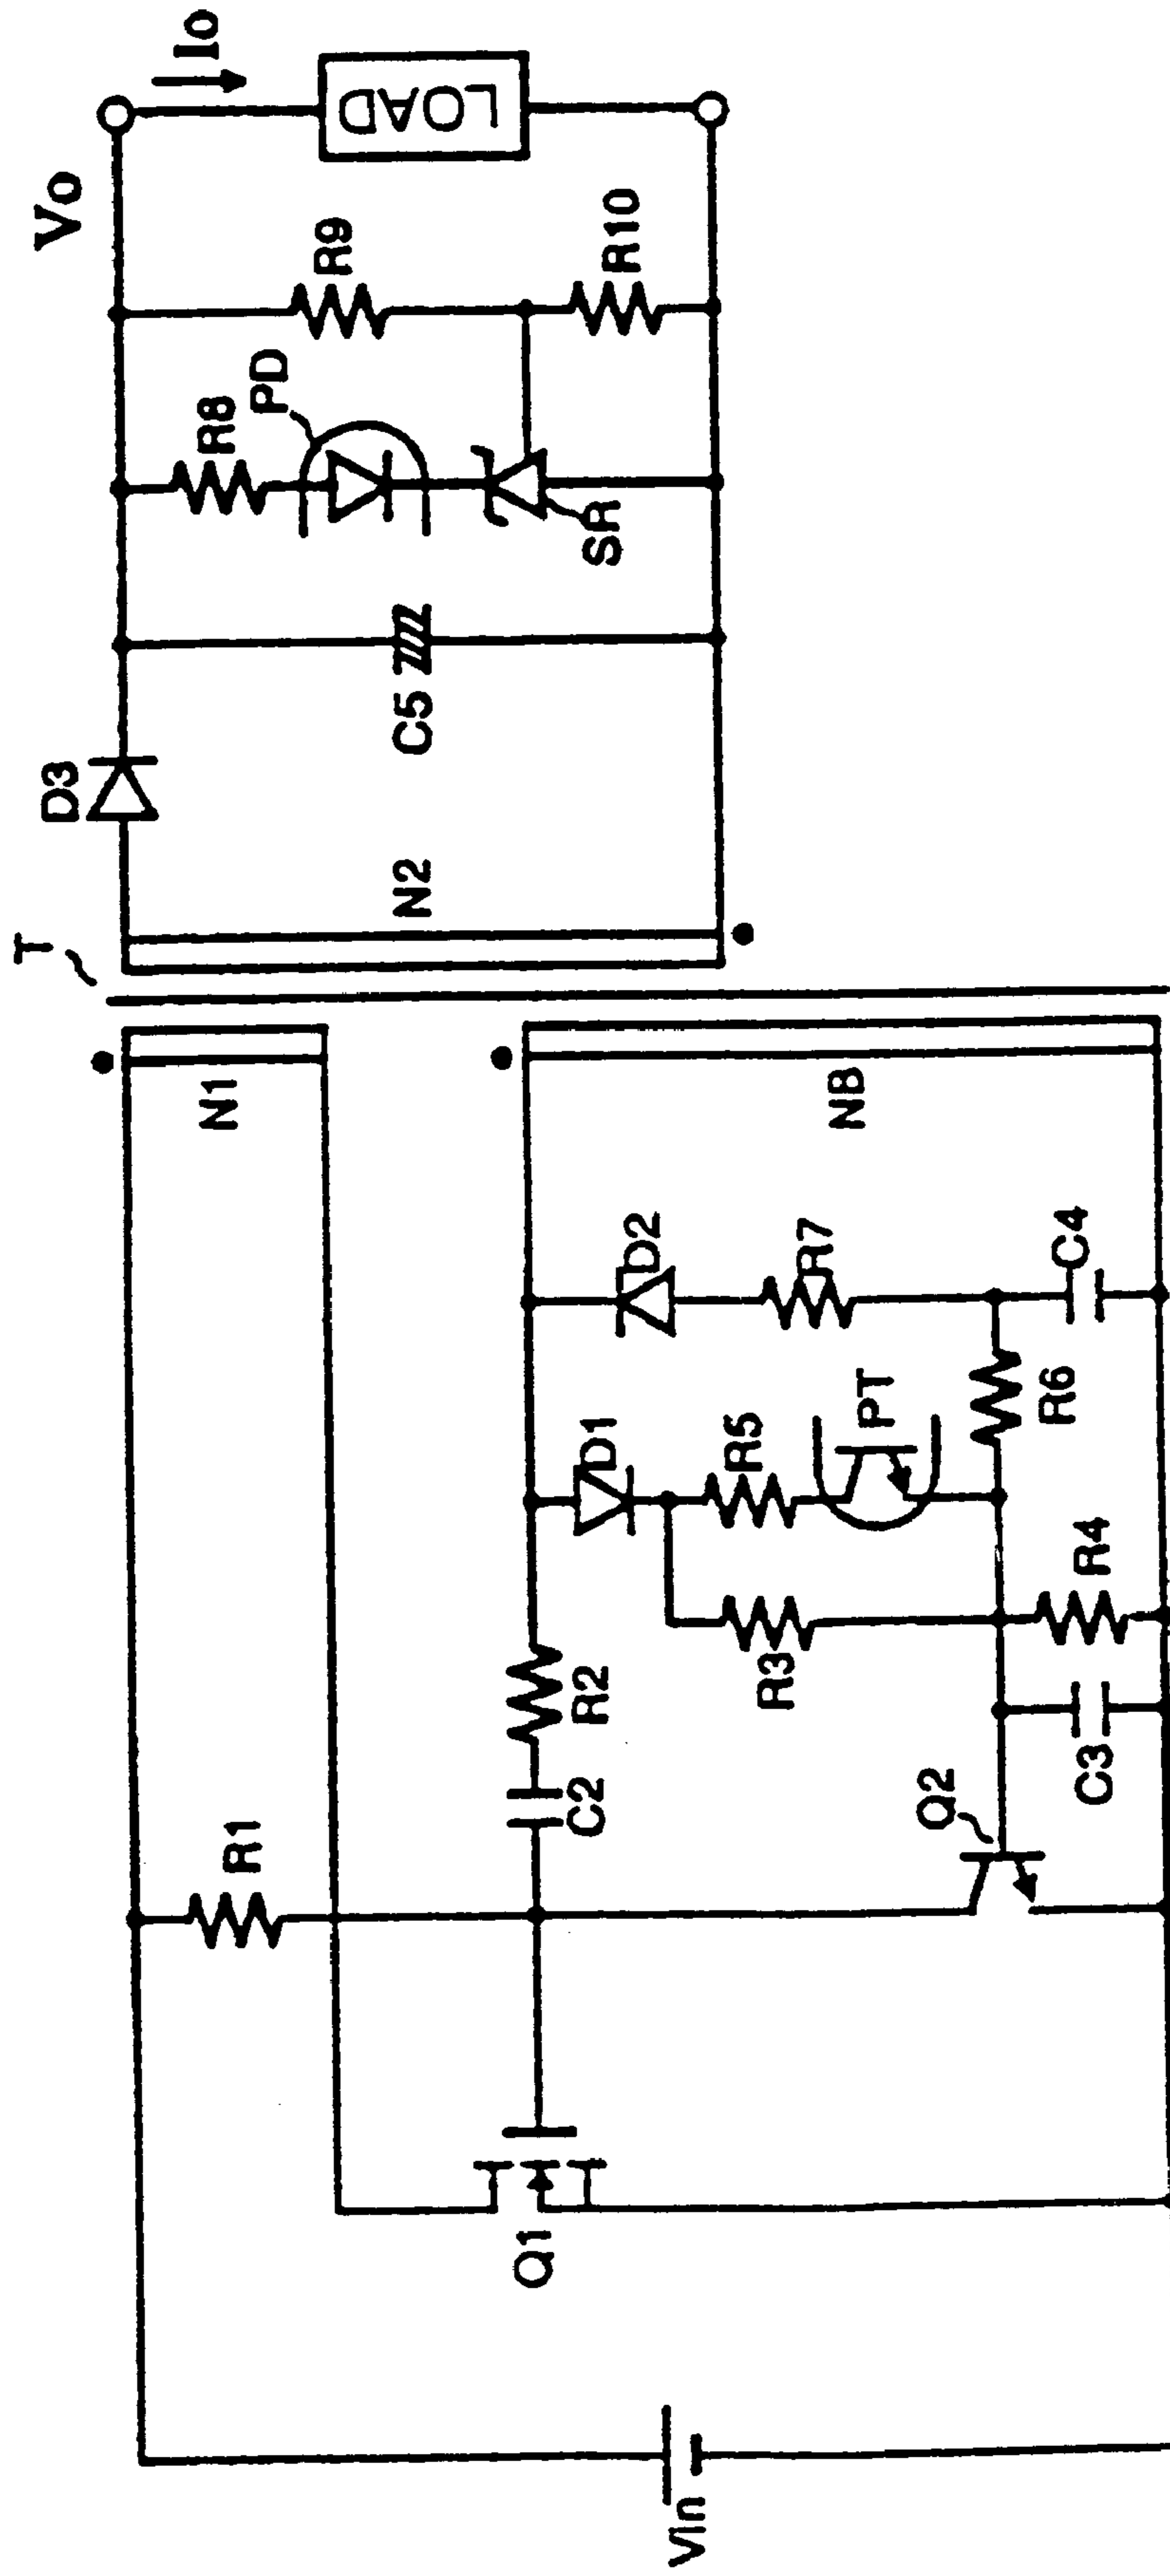 Vo
Io
LOAD
R9
R10
PD
R8
SR
C5
D3
N2
T
N1
NB
D2
R7
C4
D1
R5
PT
R6
R4
R3
R2
C2
C3
Q2
R1
Q1
Vin